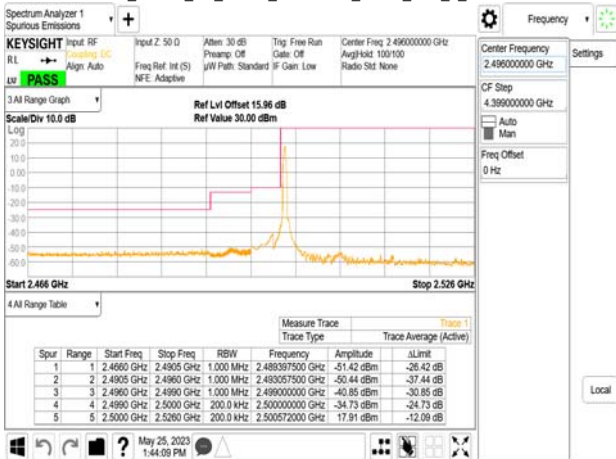 Spectrum Analyzer 1
Spurious Emissions
Frequency
KEYSIGHT Input: RF Input Z: 50 Ω Atten: 30 dB Trig: Free Run Center Freq: 2.496000000 GHz
RL Coupling: DC Preamp: Off Gate: Off Avg|Hold: 100/100
Align: Auto Freq Ref: Int (S) µW Path: Standard IF Gain: Low Radio Std: None
NFE: Adaptive
LV PASS
Center Frequency
2.496000000 GHz
Settings
CF Step
4.399000000 GHz
Auto
Man
Freq Offset
0 Hz
Local
3 All Range Graph
Ref Lvl Offset 15.96 dB
Scale/Div 10.0 dB Ref Value 30.00 dBm
Log
20.0
10.0
0.00
-10.0
-20.0
-30.0
-40.0
-50.0
-60.0
Start 2.466 GHz Stop 2.526 GHz
4 All Range Table
Measure Trace Trace 1
Trace Type Trace Average (Active)
Spur Range Start Freq Stop Freq RBW Frequency Amplitude ΔLimit
1 1 2.4660 GHz 2.4905 GHz 1.000 MHz 2.489397500 GHz -51.42 dBm -26.42 dB
2 2 2.4905 GHz 2.4960 GHz 1.000 MHz 2.493057500 GHz -50.44 dBm -37.44 dB
3 3 2.4960 GHz 2.4990 GHz 1.000 MHz 2.499000000 GHz -40.85 dBm -30.85 dB
4 4 2.4990 GHz 2.5000 GHz 200.0 kHz 2.500000000 GHz -34.73 dBm -24.73 dB
5 5 2.5000 GHz 2.5260 GHz 200.0 kHz 2.500572000 GHz 17.91 dBm -12.09 dB
May 25, 2023
1:44:09 PM